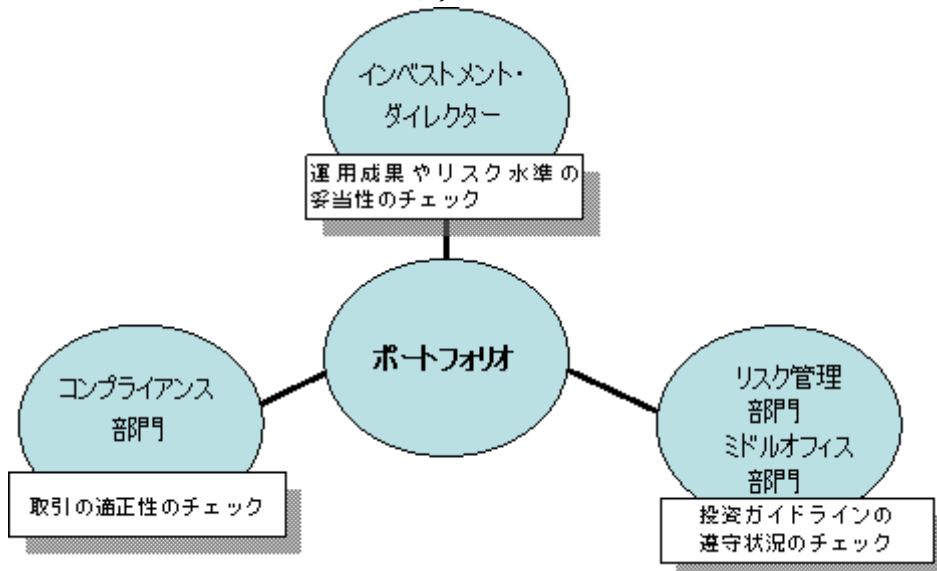 インベストメント・
ダイレクター
運用成果やリスク水準の
妥当性のチェック
ポートフォリオ
コンプライアンス
部門
取引の適正性のチェック
リスク管理
部門
ミドルオフィス
部門
投資ガイドラインの
遵守状況のチェック